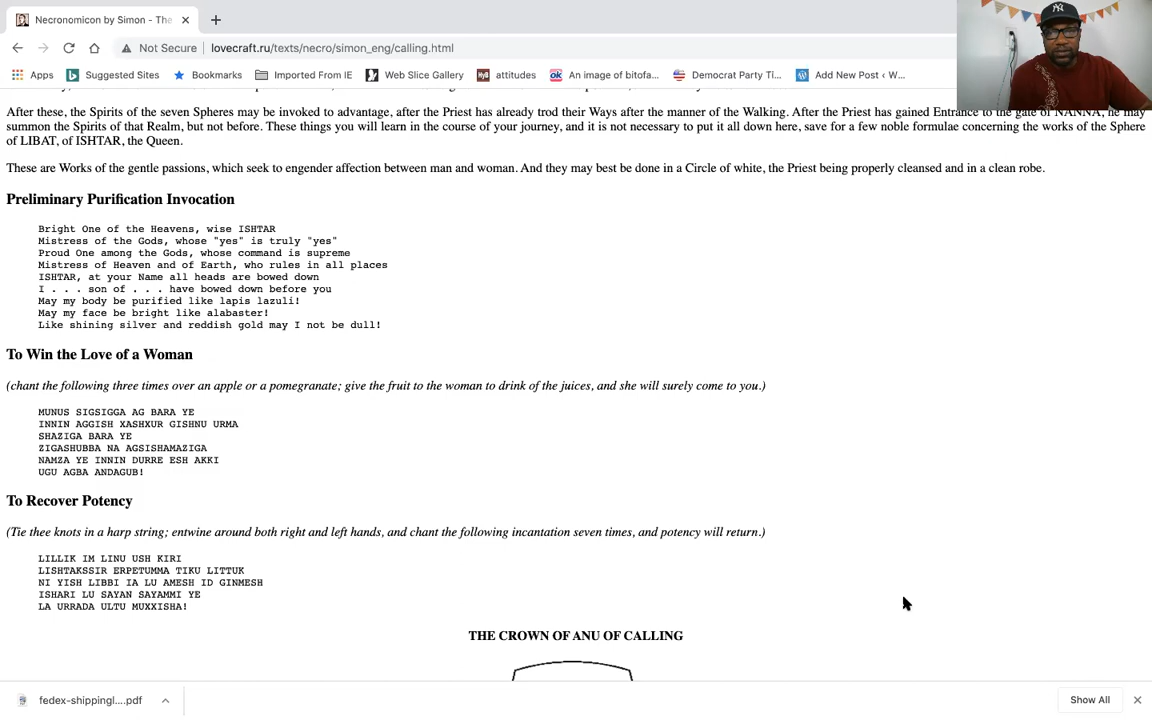 Necronomicon by Simon - The
Not Secure
lovecraft.ru/texts/necro/simon_eng/calling.html
Apps
Suggested Sites
Bookmarks
Imported From IE
Web Slice Gallery
attitudes
An image of bitofa...
Democrat Party Ti...
Add New Post ‹ W...
After these, the Spirits of the seven Spheres may be invoked to advantage, after the Priest has already trod their Ways after the manner of the Walking. After the Priest has gained Entrance to the gate of NANNA, he may
summon the Spirits of that Realm, but not before. These things you will learn in the course of your journey, and it is not necessary to put it all down here, save for a few noble formulae concerning the works of the Sphere
of LIBAT, of ISHTAR, the Queen.
These are Works of the gentle passions, which seek to engender affection between man and woman. And they may best be done in a Circle of white, the Priest being properly cleansed and in a clean robe.
Preliminary Purification Invocation
Bright One of the Heavens, wise ISHTAR
Mistress of the Gods, whose "yes" is truly "yes"
Proud One among the Gods, whose command is supreme
Mistress of Heaven and of Earth, who rules in all places
ISHTAR, at your Name all heads are bowed down
I . . . son of . . . have bowed down before you
May my body be purified like lapis lazuli!
May my face be bright like alabaster!
Like shining silver and reddish gold may I not be dull!
To Win the Love of a Woman
(chant the following three times over an apple or a pomegranate; give the fruit to the woman to drink of the juices, and she will surely come to you.)
MUNUS SIGSIGGA AG BARA YE
INNIN AGGISH XASHXUR GISHNU URMA
SHAZIGA BARA YE
ZIGASHUBBA NA AGSISHAMAZIGA
NAMZA YE INNIN DURRE ESH AKKI
UGU AGBA ANDAGUB!
To Recover Potency
(Tie thee knots in a harp string; entwine around both right and left hands, and chant the following incantation seven times, and potency will return.)
LILLIK IM LINU USH KIRI
LISHTAKSSIR ERPETUMMA TIKU LITTUK
NI YISH LIBBI IA LU AMESH ID GINMESH
ISHARI LU SAYAN SAYAMMI YE
LA URRADA ULTU MUXXISHA!
THE CROWN OF ANU OF CALLING
fedex-shippingl....pdf
Show All